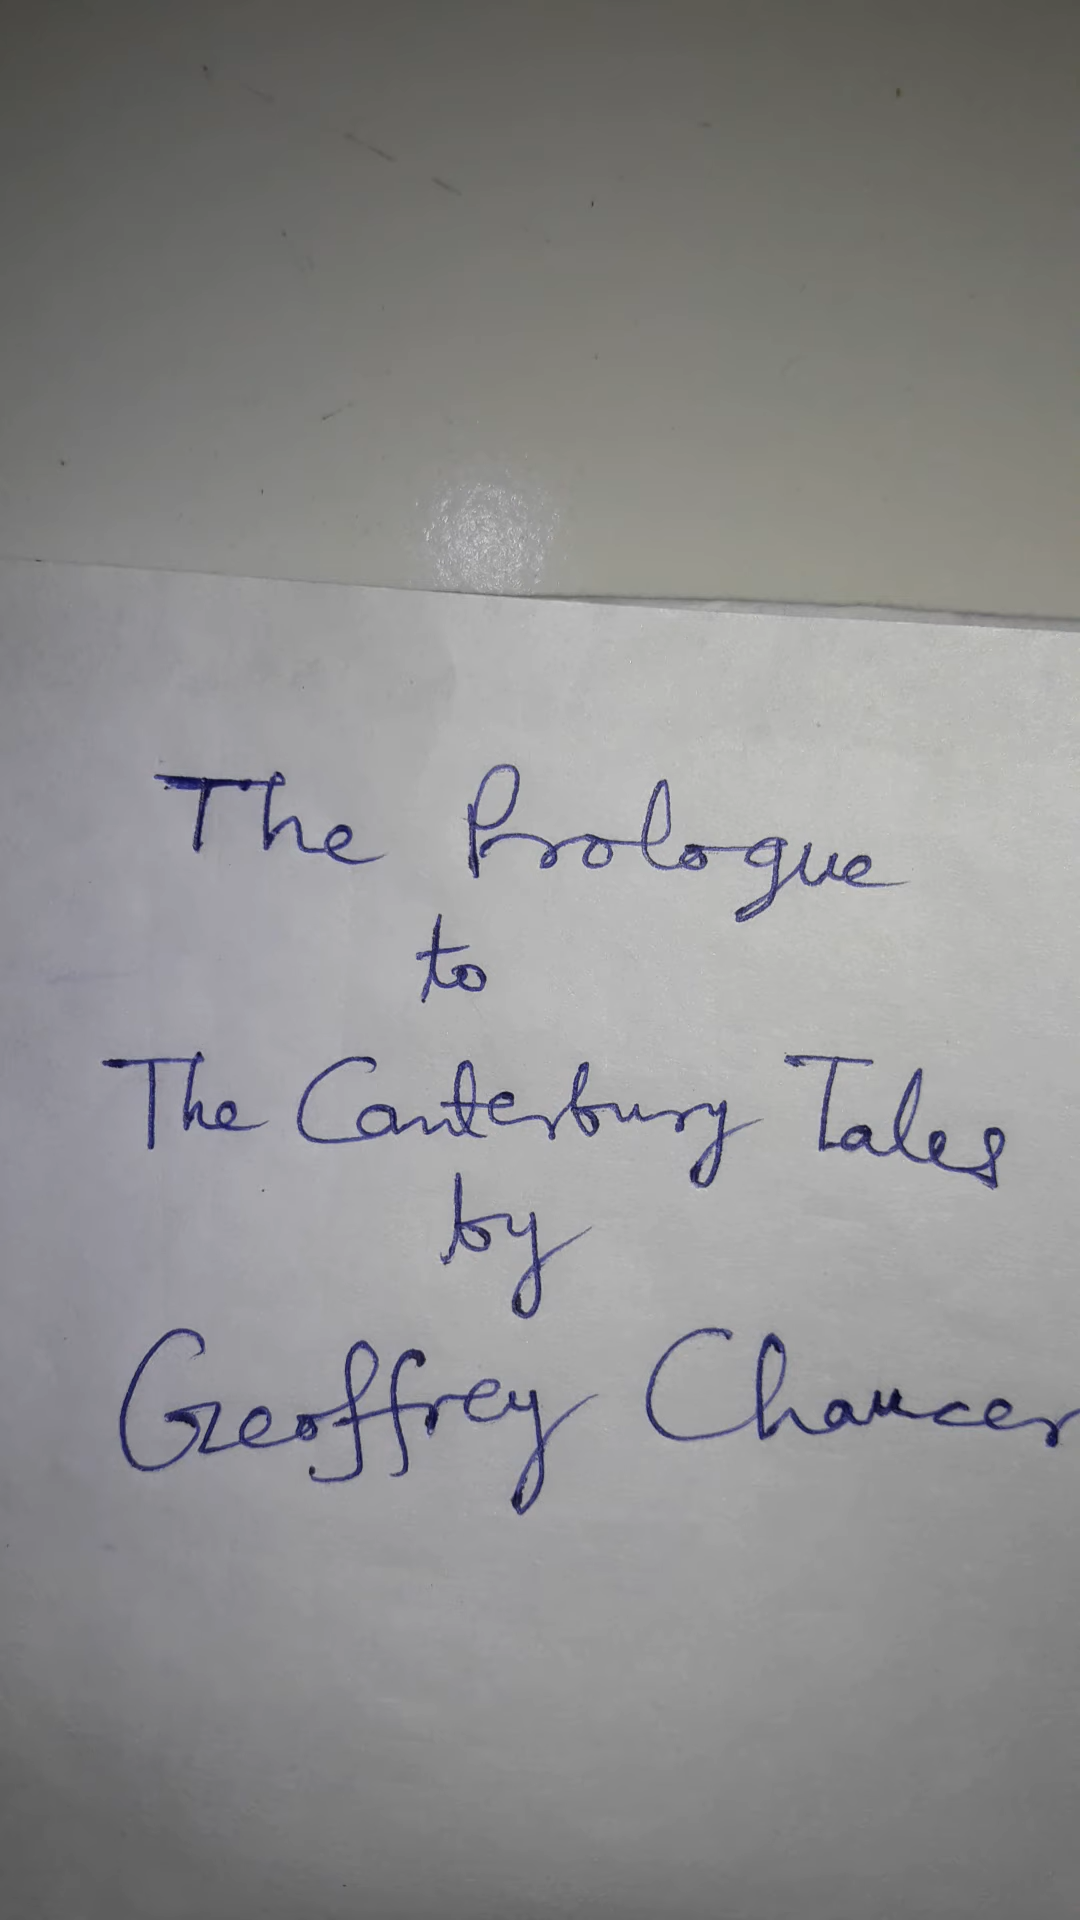 The Prologue
to
The Canterbury Tales
by
Geoffrey Chaucer